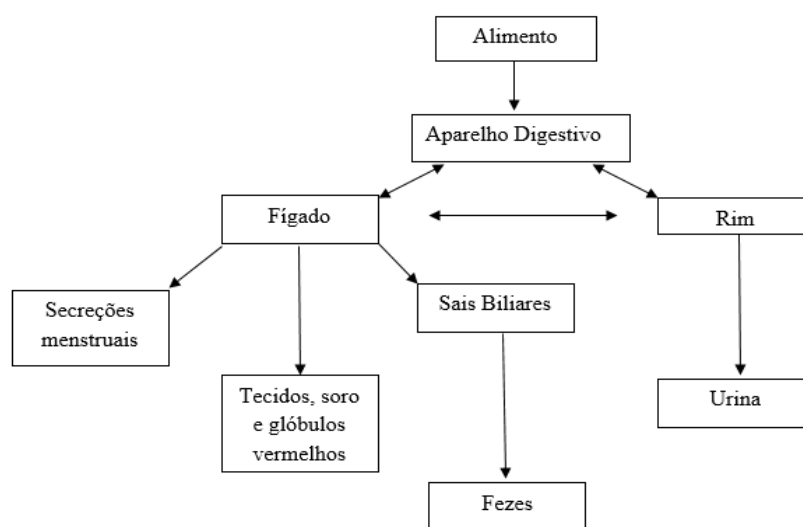 Alimento
Aparelho Digestivo
Fígado
Rim
Secreções
menstruais
Sais Biliares
Tecidos, soro
e glóbulos
vermelhos
Urina
Fezes